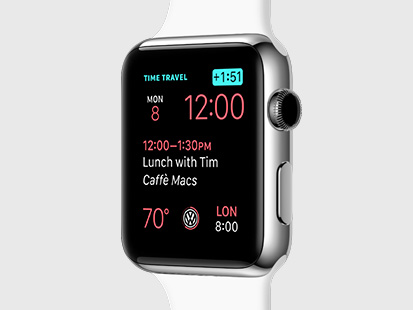 TIME TRAVEL +1:51
MON 12:00
8
12:00–1:30PM
Lunch with Tim
Caffè Macs
70° LON
8:00